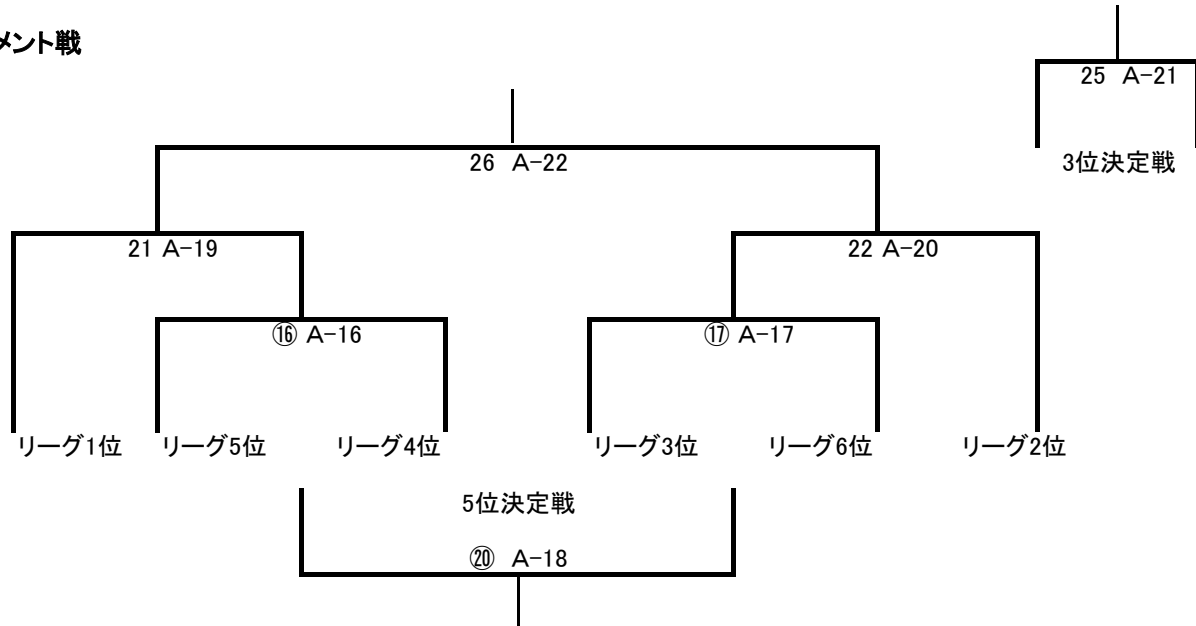 メント戦
25 A-21
3位決定戦
26 A-22
21 A-19
22 A-20
⑯ A-16
⑰ A-17
リーグ1位 リーグ5位 リーグ4位 リーグ3位 リーグ6位 リーグ2位
5位決定戦
⑳ A-18